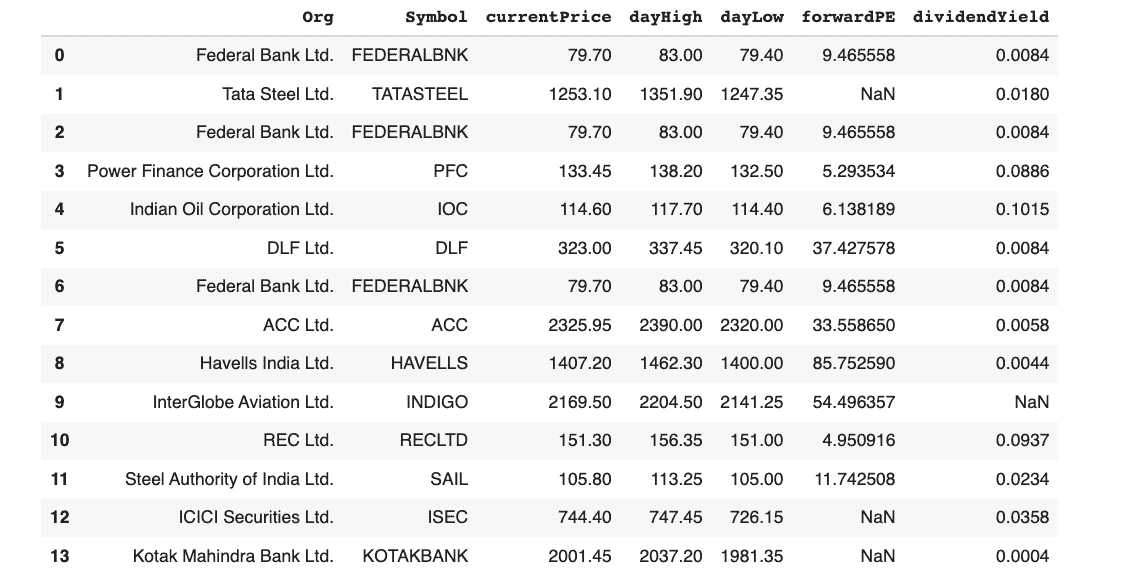 Org Symbol currentPrice dayHigh dayLow forwardPE dividendYield
0 Federal Bank Ltd. FEDERALBNK 79.70 83.00 79.40 9.465558 0.0084
1 Tata Steel Ltd. TATASTEEL 1253.10 1351.90 1247.35 NaN 0.0180
2 Federal Bank Ltd. FEDERALBNK 79.70 83.00 79.40 9.465558 0.0084
3 Power Finance Corporation Ltd. PFC 133.45 138.20 132.50 5.293534 0.0886
4 Indian Oil Corporation Ltd. IOC 114.60 117.70 114.40 6.138189 0.1015
5 DLF Ltd. DLF 323.00 337.45 320.10 37.427578 0.0084
6 Federal Bank Ltd. FEDERALBNK 79.70 83.00 79.40 9.465558 0.0084
7 ACC Ltd. ACC 2325.95 2390.00 2320.00 33.558650 0.0058
8 Havells India Ltd. HAVELLS 1407.20 1462.30 1400.00 85.752590 0.0044
9 InterGlobe Aviation Ltd. INDIGO 2169.50 2204.50 2141.25 54.496357 NaN
10 REC Ltd. RECLTD 151.30 156.35 151.00 4.950916 0.0937
11 Steel Authority of India Ltd. SAIL 105.80 113.25 105.00 11.742508 0.0234
12 ICICI Securities Ltd. ISEC 744.40 747.45 726.15 NaN 0.0358
13 Kotak Mahindra Bank Ltd. KOTAKBANK 2001.45 2037.20 1981.35 NaN 0.0004